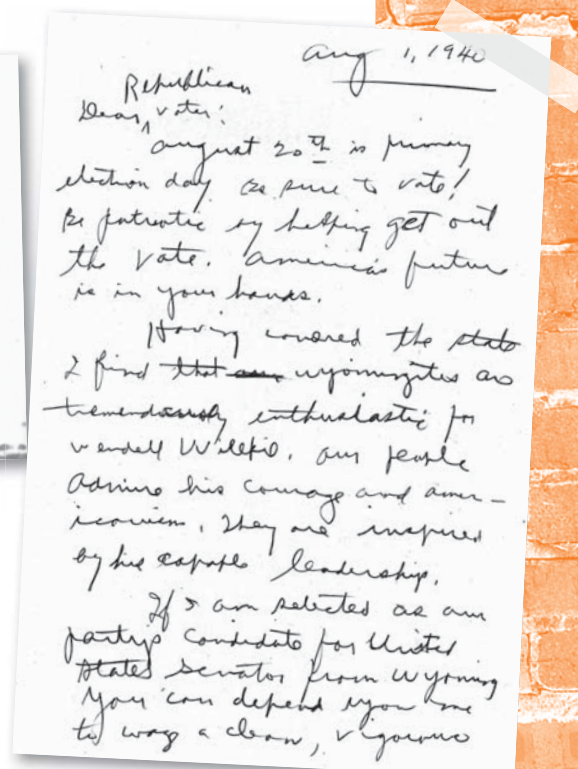 Aug 1, 1940
Republican
Dear ^ Voter:
August 20th is primary
election day be sure to vote!
Be patriotic by helping get out
the vote. America's future
is in your hands.
Having covered the state
I find that our wyomingites are
tremendously enthusiastic for
Wendell Willkie. our people
admire his courage and amer-
icanism. They are inspired
by his capable leadership.
If I am selected as our
party's candidate for United
States Senator from Wyoming
you can depend upon me
to wage a clean, vigorous